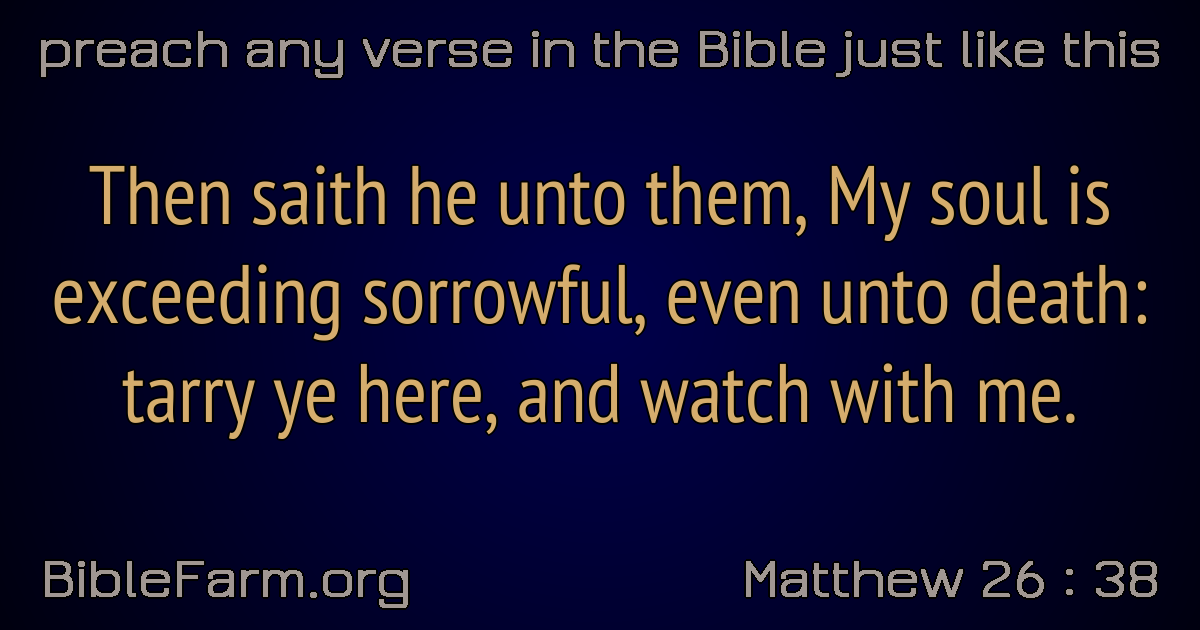 preach any verse in the Bible just like this
Then saith he unto them, My soul is
exceeding sorrowful, even unto death:
tarry ye here, and watch with me.
BibleFarm.org
Matthew 26 : 38